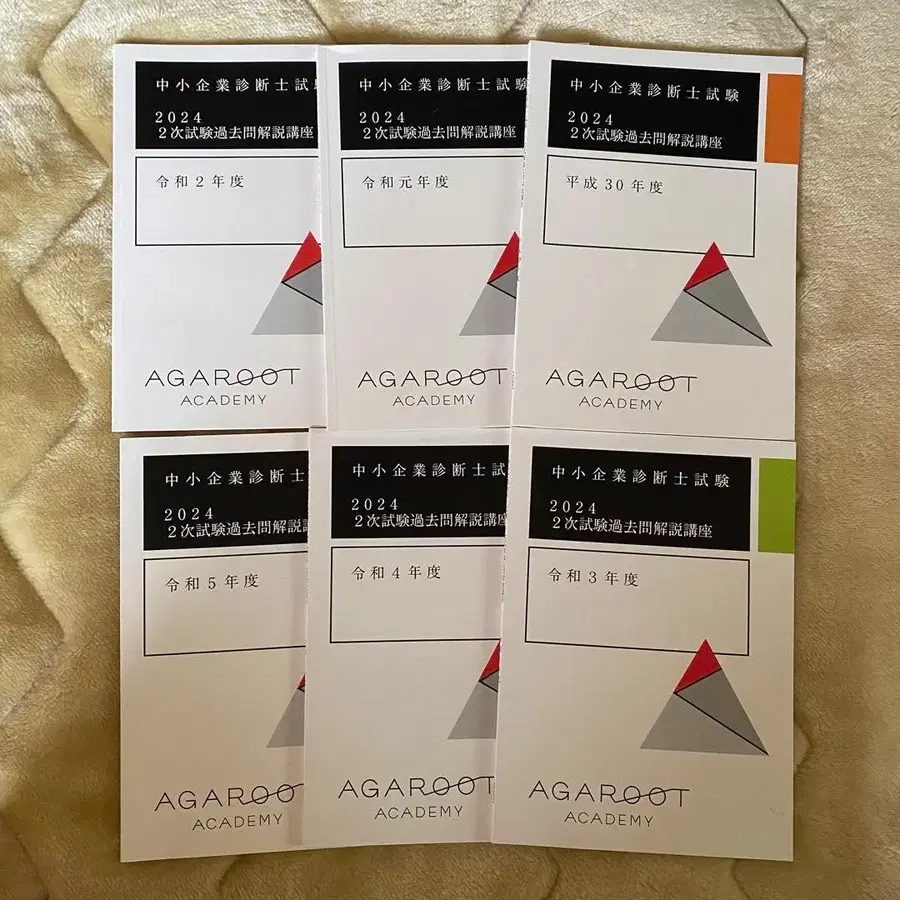 中小企業診断士試
2024
2次試験過去問解説講座
令和2年度
AGAROOT
ACADEMY
中小企業診断士試験
2024
2次試験過去問解説講座
令和元年度
AGAROOT
ACADEMY
中小企業診断士試験
2024
2次試験過去問解説講座
平成30年度
AGAROOT
ACADEMY
中小企業診断士試
2024
2次試験過去問解説
令和5年度
AGAROOT
ACADEMY
中小企業診断士試
2024
2次試験過去問解説講座
令和4年度
AGAROOT
ACADEMY
中小企業診断士試験
2024
2次試験過去問解説講座
令和3年度
AGAROOT
ACADEMY